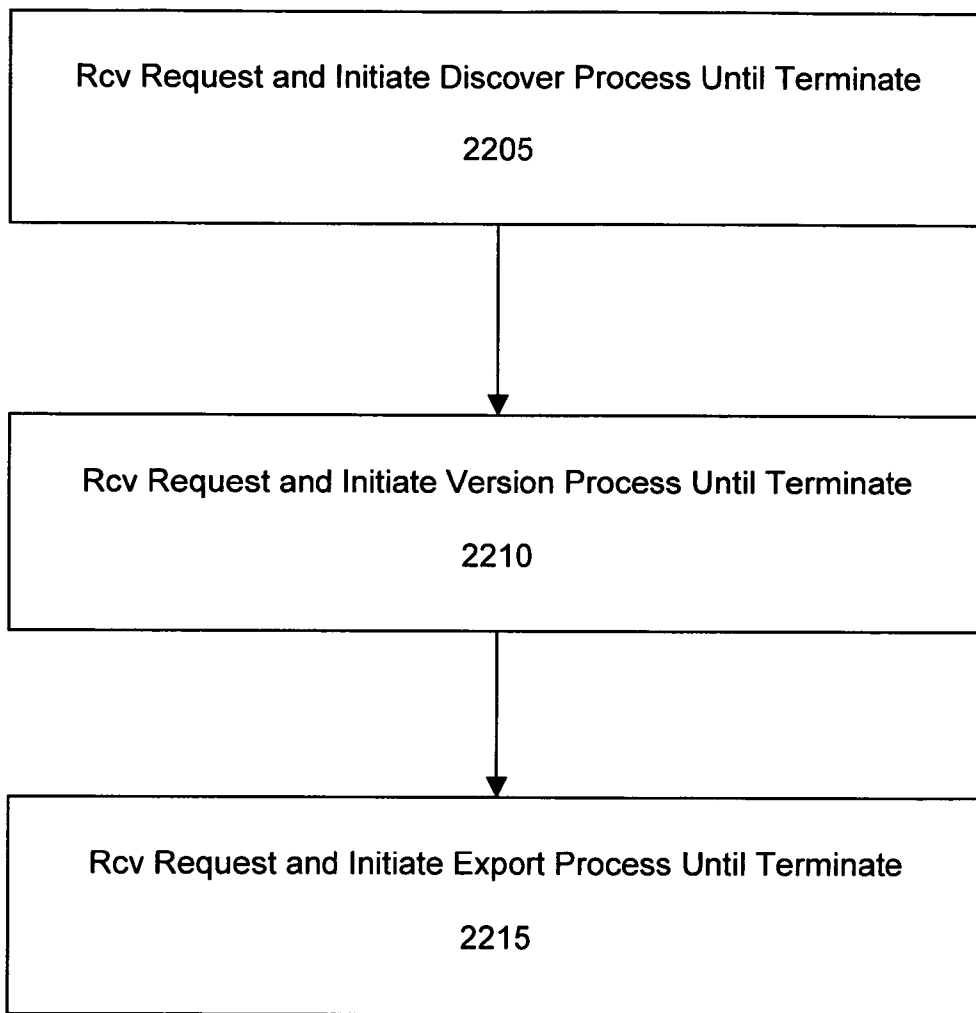 Rcv Request and Initiate Discover Process Until Terminate
2205
Rcv Request and Initiate Version Process Until Terminate
2210
Rcv Request and Initiate Export Process Until Terminate
2215